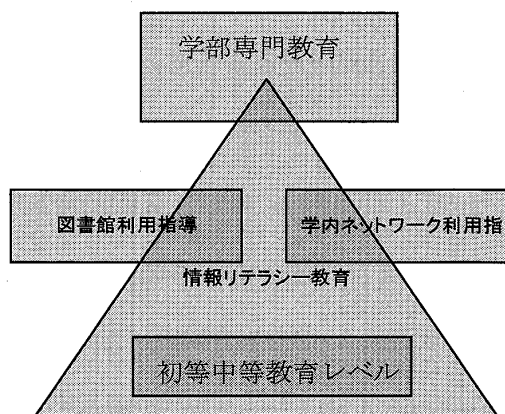 学部専門教育
図書館利用指導
学内ネットワーク利用指
情報リテラシー教育
初等中等教育レベル